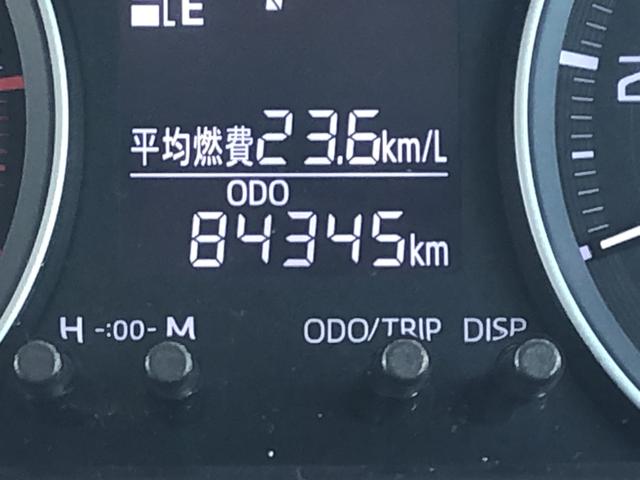 E
平均燃費23.6km/L
ODO
84345km
H -:00- M ODO/TRIP DISP